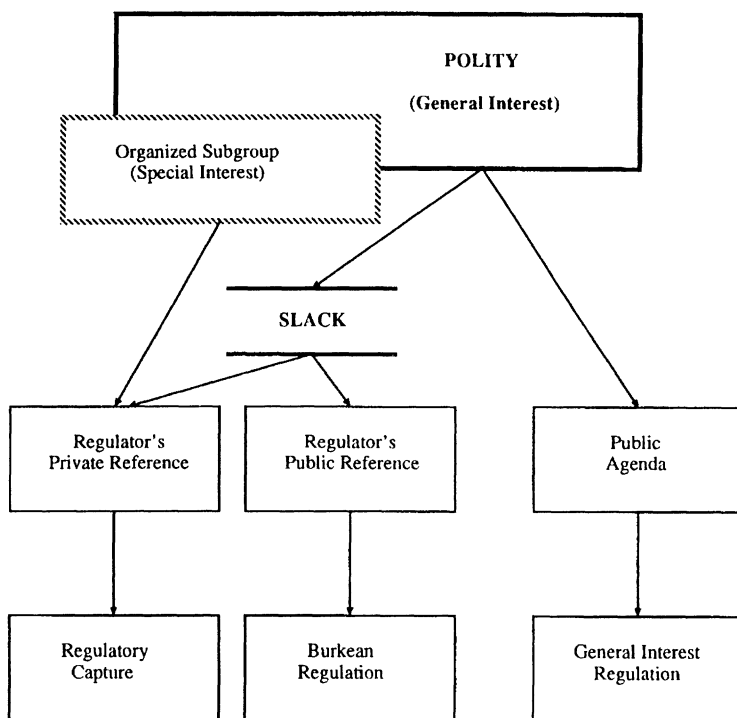 POLITY
(General Interest)
Organized Subgroup
(Special Interest)
SLACK
Regulator's
Private Reference
Regulator's
Public Reference
Public
Agenda
Regulatory
Capture
Burkean
Regulation
General Interest
Regulation